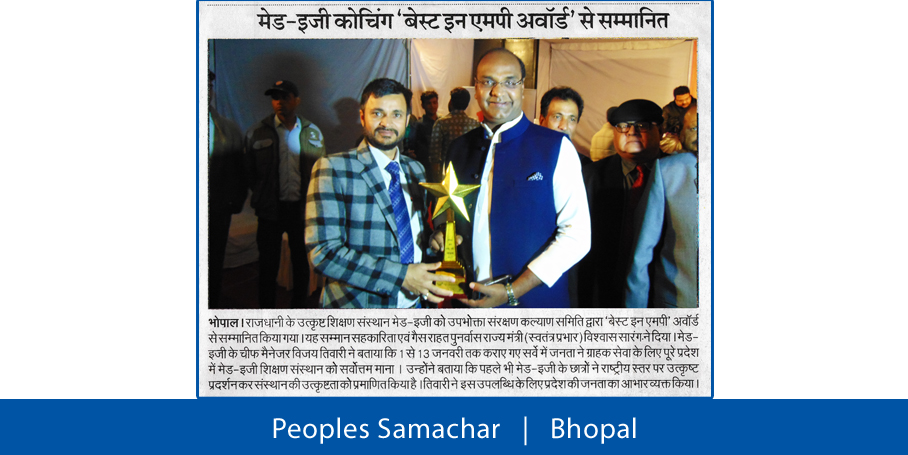 मेड-इजी कोचिंग ‘बेस्ट इन एमपी अवॉर्ड’ से सम्मानित
भोपाल। राजधानी के उत्कृष्ट शिक्षण संस्थान मेड-इजी को उपभोक्ता संरक्षण कल्याण समिति द्वारा ‘बेस्ट इन एमपी’ अवॉर्ड
से सम्मानित किया गया। यह सम्मान सहकारिता एवं गैस राहत पुनर्वास राज्य मंत्री (स्वतंत्र प्रभार) विश्वास सारंग-ने दिया। मेड-
इजी के चीफ मैनेजर विजय तिवारी ने बताया कि 1 से 13 जनवरी तक कराए गए सर्वे में जनता ने ग्राहक सेवा के लिए पूरे प्रदेश
में मेड-इजी शिक्षण संस्थान को सर्वोत्तम माना। उन्होंने बताया कि पहले भी मेड-इजी के छात्रों ने राष्ट्रीय स्तर पर उत्कृष्ट
प्रदर्शन कर संस्थान की उत्कृष्टता को प्रमाणित किया है। तिवारी ने इस उपलब्धि के लिए प्रदेश की जनता का आभार व्यक्त किया।
Peoples Samachar | Bhopal